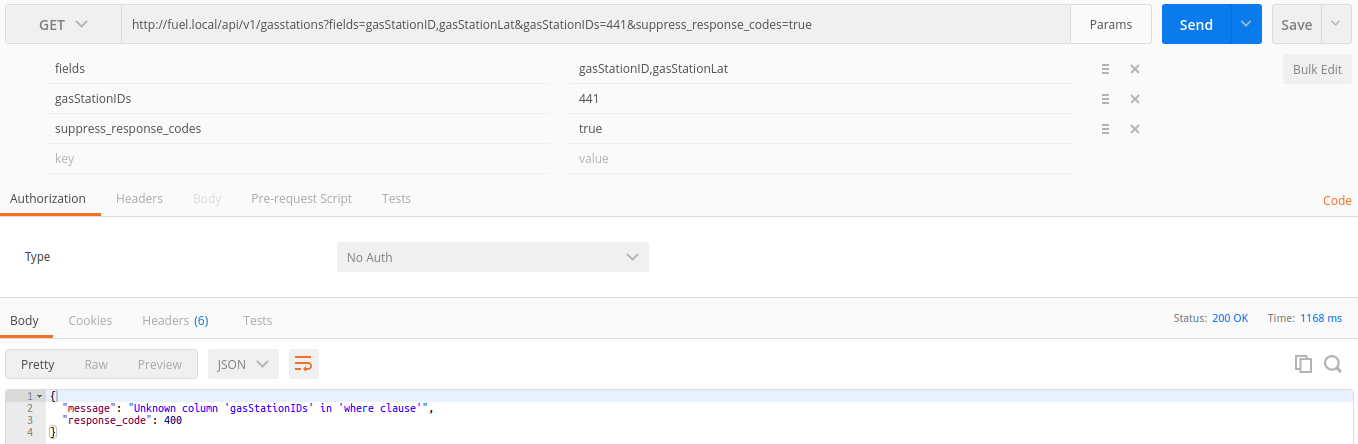 GET http://fuel.local/api/v1/gasstations?fields=gasStationID,gasStationLat&gasStationIDs=441&suppress_response_codes=true Params Send Save
fields gasStationID,gasStationLat Bulk Edit
gasStationIDs 441
suppress_response_codes true
key value
Authorization Headers Body Pre-request Script Tests Code
Type No Auth
Body Cookies Headers (6) Tests Status: 200 OK Time: 1168 ms
Pretty Raw Preview JSON
1 {
2 "message": "Unknown column 'gasStationIDs' in 'where clause'",
3 "response_code": 400
4 }